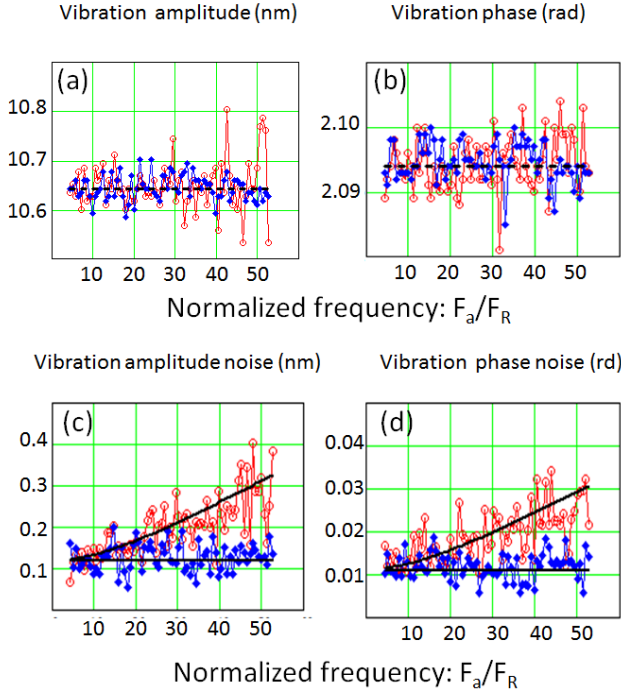 Vibration amplitude (nm) Vibration phase (rad)
(a) (b)
10.8
10.7
10.6
2.10
2.09
10 20 30 40 50 10 20 30 40 50
Normalized frequency: Fa/FR
Vibration amplitude noise (nm) Vibration phase noise (rd)
(c) (d)
0.4
0.3
0.2
0.1
0.04
0.03
0.02
0.01
10 20 30 40 50 10 20 30 40 50
Normalized frequency: Fa/FR